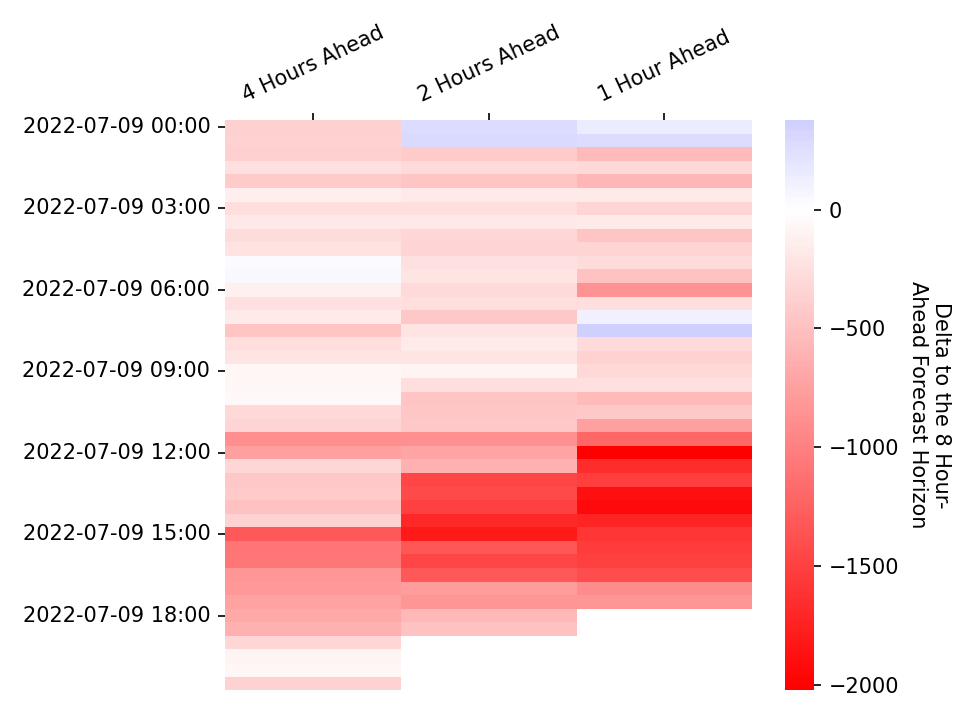 4 Hours Ahead
2 Hours Ahead
1 Hour Ahead
2022-07-09 00:00
2022-07-09 03:00
2022-07-09 06:00
2022-07-09 09:00
2022-07-09 12:00
2022-07-09 15:00
2022-07-09 18:00
0
−500
−1000
−1500
−2000
Delta to the 8 Hour-
Ahead Forecast Horizon